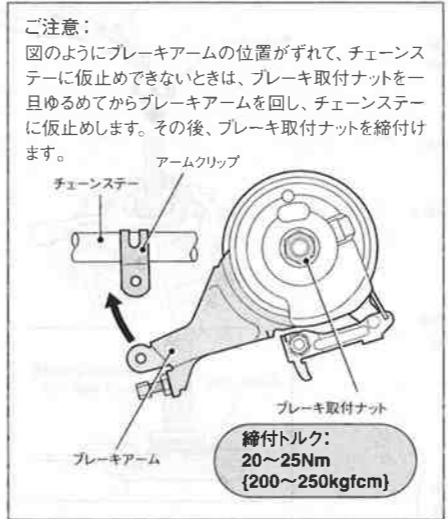 ご注意：
図のようにブレーキアームの位置がずれて、チェーンス
テーに仮止めできないときは、ブレーキ取付ナットを一
旦ゆるめてからブレーキアームを回し、チェーンステー
に仮止めします。その後、ブレーキ取付ナットを締付け
ます。
アームクリップ
チェーンステー
ブレーキ取付ナット
ブレーキアーム
締付トルク：
20～25Nm
{200～250kgfcm}